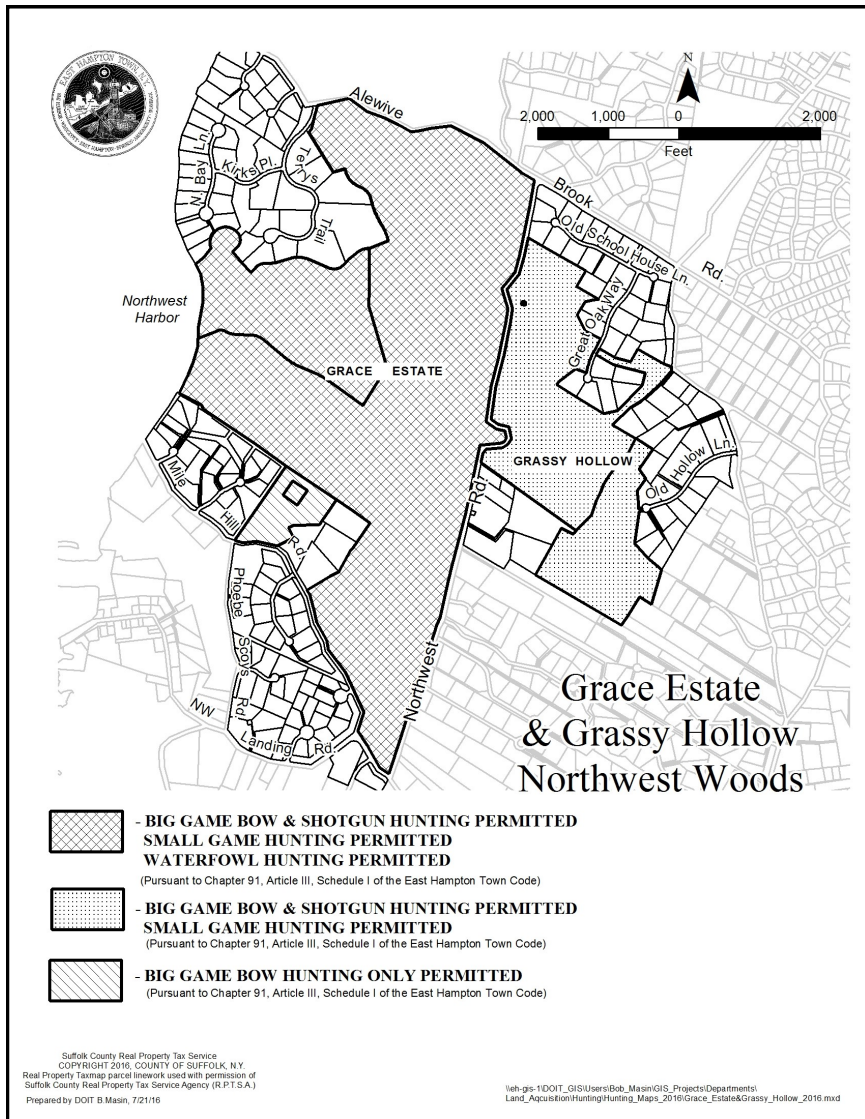 EAST HAMPTON TOWN, N.Y.
Alewive
N
2,000 1,000 0 2,000
Feet
N. Bay Ln.
Kirks Pl.
Terrys
Trail
Brook
Rd.
Old School House Ln.
Northwest
Harbor
Great Oak Way
GRACE ESTATE
GRASSY HOLLOW
Old Hollow Ln.
Mile
Hill
Rd.
Rd.
Phoebe
Scoys
Rd.
Northwest
NW
Landing Rd.
Grace Estate
& Grassy Hollow
Northwest Woods
- BIG GAME BOW & SHOTGUN HUNTING PERMITTED
SMALL GAME HUNTING PERMITTED
WATERFOWL HUNTING PERMITTED
(Pursuant to Chapter 91, Article III, Schedule I of the East Hampton Town Code)
- BIG GAME BOW & SHOTGUN HUNTING PERMITTED
SMALL GAME HUNTING PERMITTED
(Pursuant to Chapter 91, Article III, Schedule I of the East Hampton Town Code)
- BIG GAME BOW HUNTING ONLY PERMITTED
(Pursuant to Chapter 91, Article III, Schedule I of the East Hampton Town Code)
Suffolk County Real Property Tax Service
COPYRIGHT 2016, COUNTY OF SUFFOLK, N.Y.
Real Property Taxmap parcel linework used with permission of
Suffolk County Real Property Tax Service Agency (R.P.T.S.A.)
Prepared by DOIT B.Masin, 7/21/16
\\eh-gis-1\DOIT_GIS\Users\Bob_Masin\GIS_Projects\Departments\
Land_Aqcuisition\Hunting\Hunting_Maps_2016\Grace_Estate&Grassy_Hollow_2016.mxd